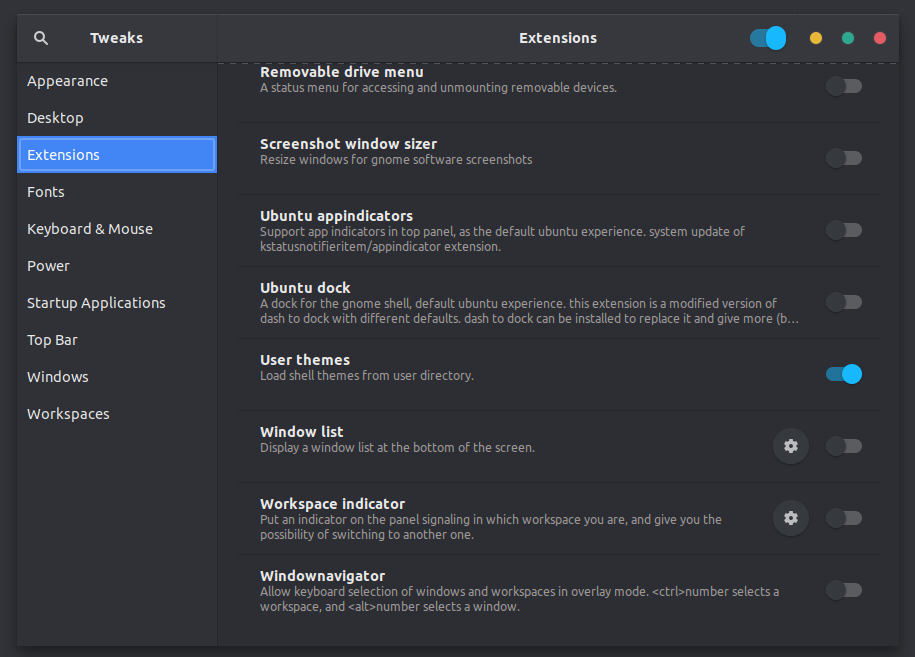 Tweaks
Extensions
Appearance
Desktop
Extensions
Fonts
Keyboard & Mouse
Power
Startup Applications
Top Bar
Windows
Workspaces
Removable drive menu
A status menu for accessing and unmounting removable devices.
Screenshot window sizer
Resize windows for gnome software screenshots
Ubuntu appindicators
Support app indicators in top panel, as the default ubuntu experience. system update of
kstatusnotifieritem/appindicator extension.
Ubuntu dock
A dock for the gnome shell, default ubuntu experience. this extension is a modified version of
dash to dock with different defaults. dash to dock can be installed to replace it and give more (b…
User themes
Load shell themes from user directory.
Window list
Display a window list at the bottom of the screen.
Workspace indicator
Put an indicator on the panel signaling in which workspace you are, and give you the
possibility of switching to another one.
Windownavigator
Allow keyboard selection of windows and workspaces in overlay mode. <ctrl>number selects a
workspace, and <alt>number selects a window.